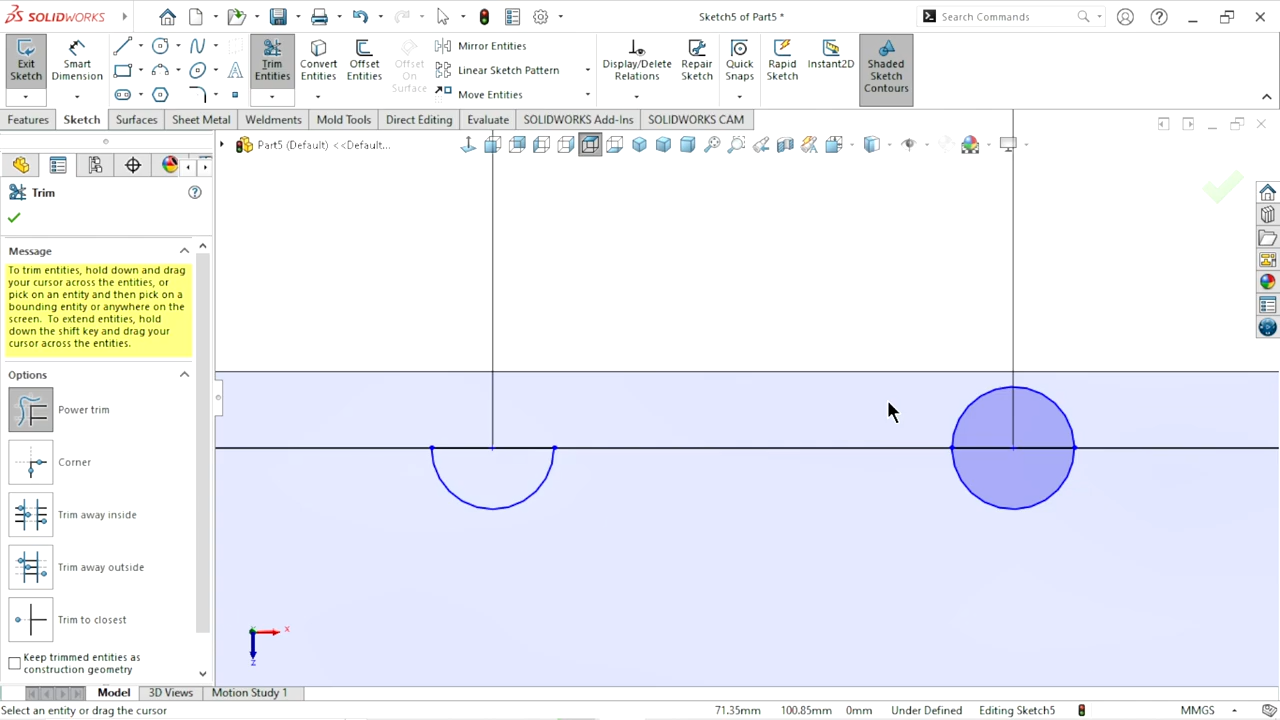 SOLIDWORKS
Sketch5 of Part5 *
Search Commands
Exit Sketch
Smart Dimension
Trim Entities
Convert Entities
Offset Entities
Offset On Surface
Mirror Entities
Linear Sketch Pattern
Move Entities
Display/Delete Relations
Repair Sketch
Quick Snaps
Rapid Sketch
Instant2D
Shaded Sketch Contours
Features
Sketch
Surfaces
Sheet Metal
Weldments
Mold Tools
Direct Editing
Evaluate
SOLIDWORKS Add-Ins
SOLIDWORKS CAM
Part5 (Default) <<Default...
Trim
Message
To trim entities, hold down and drag
your cursor across the entities, or
pick on an entity and then pick on a
bounding entity or anywhere on the
screen. To extend entities, hold
down the shift key and drag your
cursor across the entities.
Options
Power trim
Corner
Trim away inside
Trim away outside
Trim to closest
Keep trimmed entities as
construction geometry
x
z
Model
3D Views
Motion Study 1
Select an entity or drag the cursor
71.35mm
100.85mm
0mm
Under Defined
Editing Sketch5
MMGS